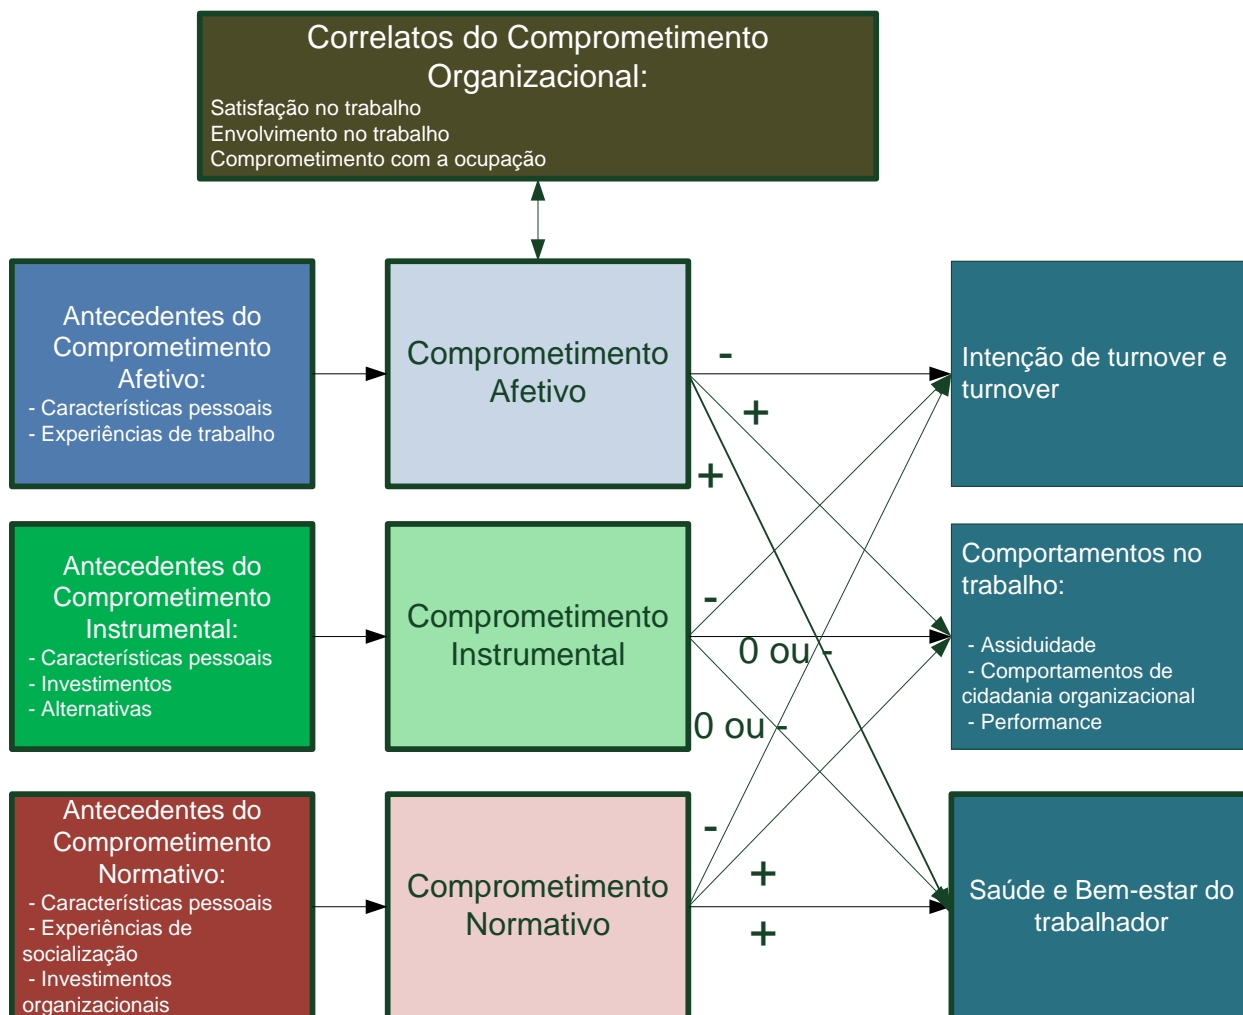 Correlatos do Comprometimento
Organizacional:
Satisfação no trabalho
Envolvimento no trabalho
Comprometimento com a ocupação
Antecedentes do
Comprometimento
Afetivo:
- Características pessoais
- Experiências de trabalho
Comprometimento
Afetivo
-
+
+
Intenção de turnover e
turnover
Antecedentes do
Comprometimento
Instrumental:
- Características pessoais
- Investimentos
- Alternativas
Comprometimento
Instrumental
-
0 ou -
0 ou -
Comportamentos no
trabalho:
- Assiduidade
- Comportamentos de
cidadania organizacional
- Performance
Antecedentes do
Comprometimento
Normativo:
- Características pessoais
- Experiências de
socialização
- Investimentos
organizacionais
Comprometimento
Normativo
-
+
+
Saúde e Bem-estar do
trabalhador